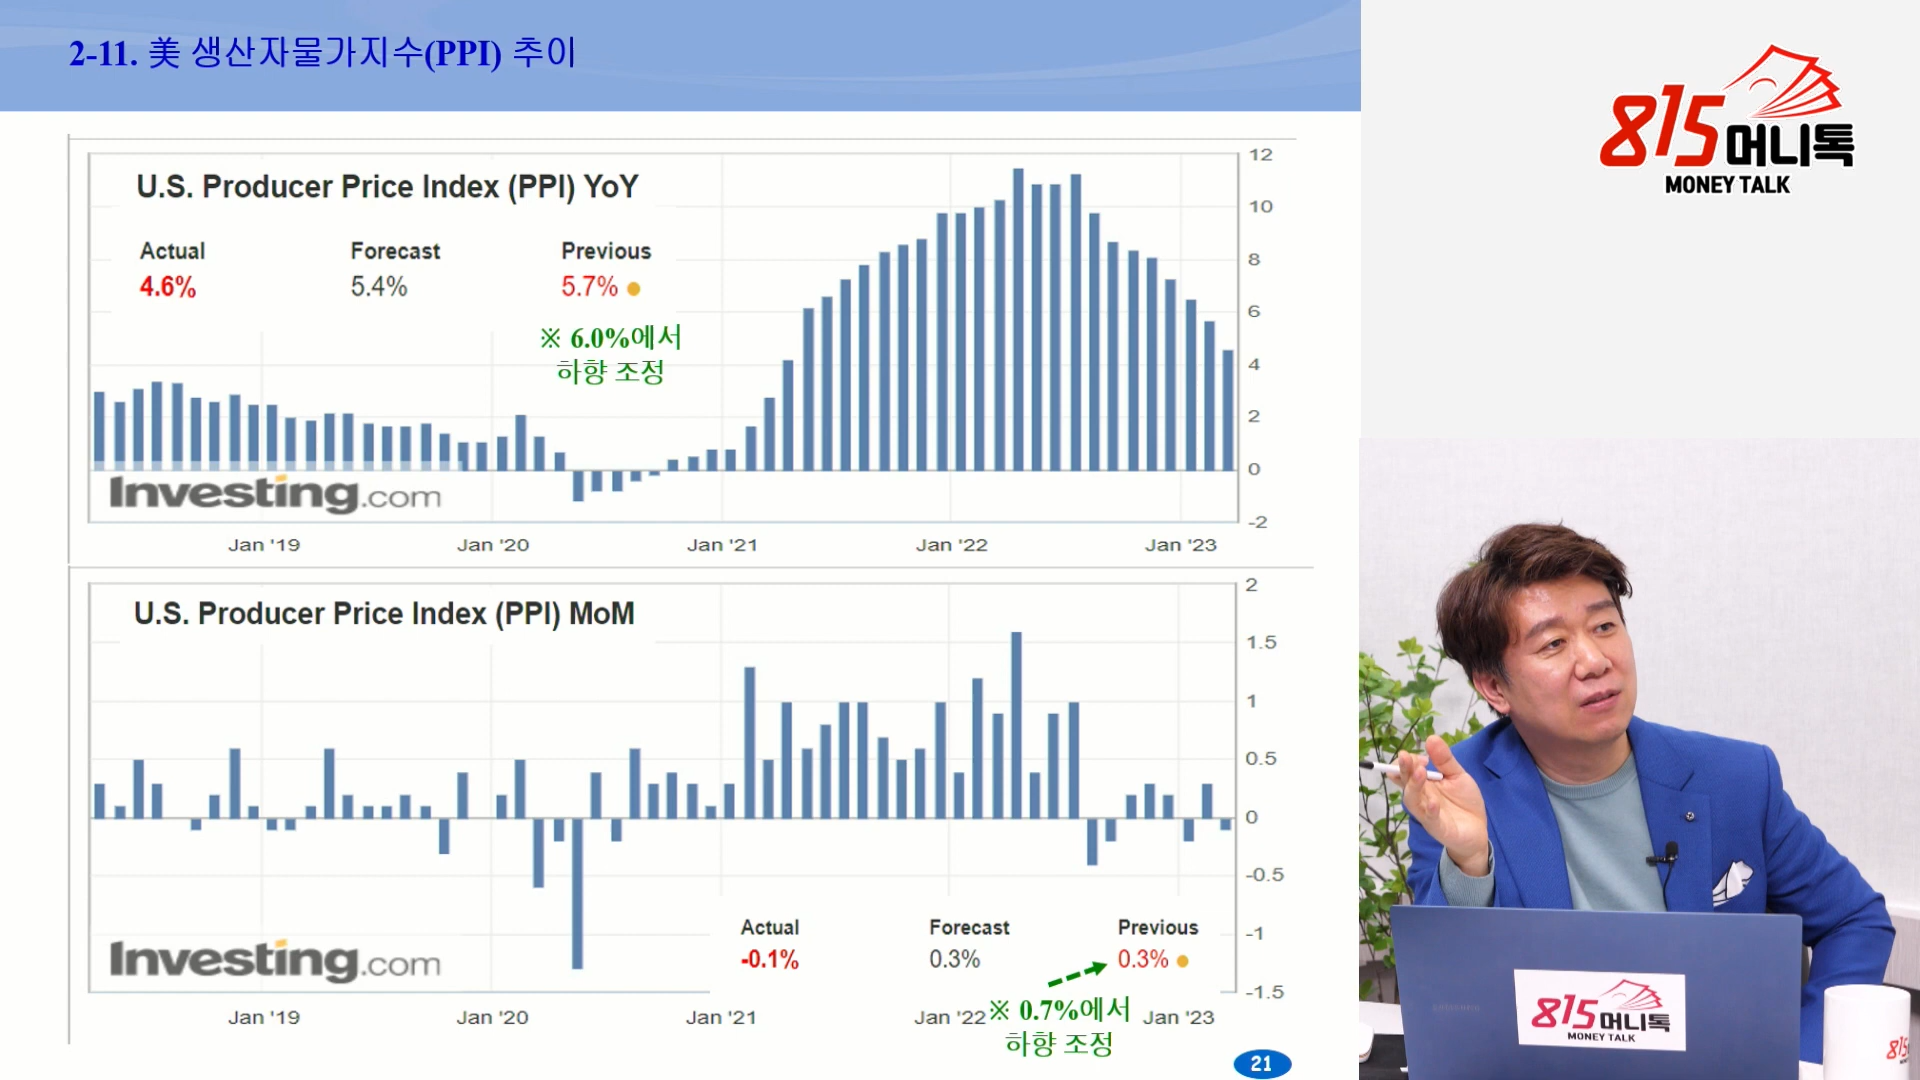 2-11. 美 생산자물가지수(PPI) 추이
U.S. Producer Price Index (PPI) YoY
Actual Forecast Previous
4.6% 5.4% 5.7%
※ 6.0%에서
하향 조정
12
10
8
6
4
2
0
-2
Investing.com
Jan '19 Jan '20 Jan '21 Jan '22 Jan '23
U.S. Producer Price Index (PPI) MoM
2
1.5
1
0.5
0
-0.5
-1
-1.5
Actual Forecast Previous
-0.1% 0.3% 0.3%
※ 0.7%에서
하향 조정
Investing.com
Jan '19 Jan '20 Jan '21 Jan '22 Jan '23
21
815머니톡
MONEY TALK
815머니톡
MONEY TALK